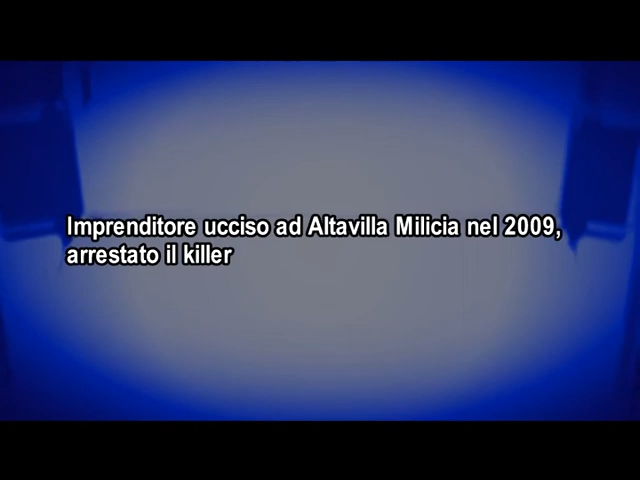 Imprenditore ucciso ad Altavilla Milicia nel 2009,
arrestato il killer